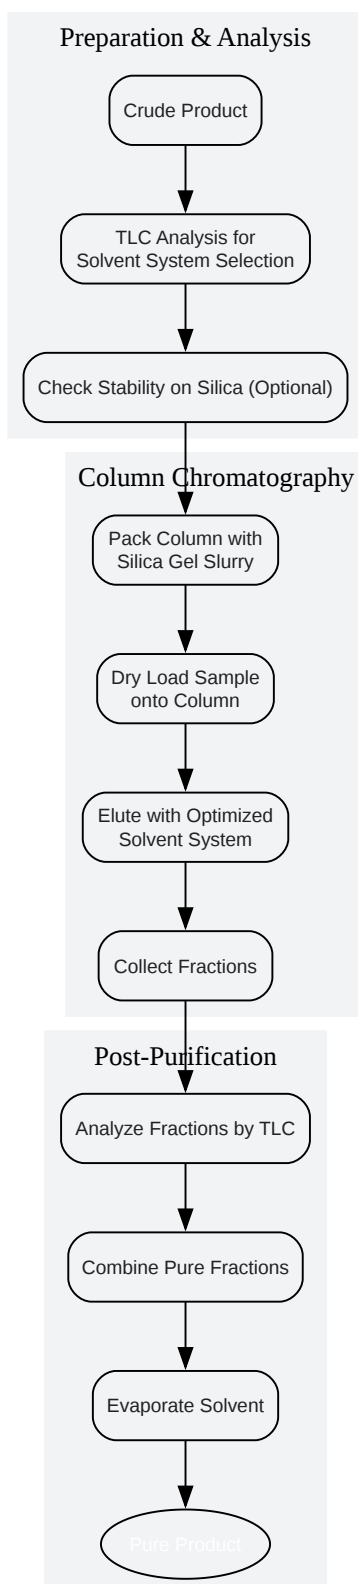 Preparation & Analysis
Crude Product
TLC Analysis for
Solvent System Selection
Check Stability on Silica (Optional)
Column Chromatography
Pack Column with
Silica Gel Slurry
Dry Load Sample
onto Column
Elute with Optimized
Solvent System
Collect Fractions
Post-Purification
Analyze Fractions by TLC
Combine Pure Fractions
Evaporate Solvent
Pure Product